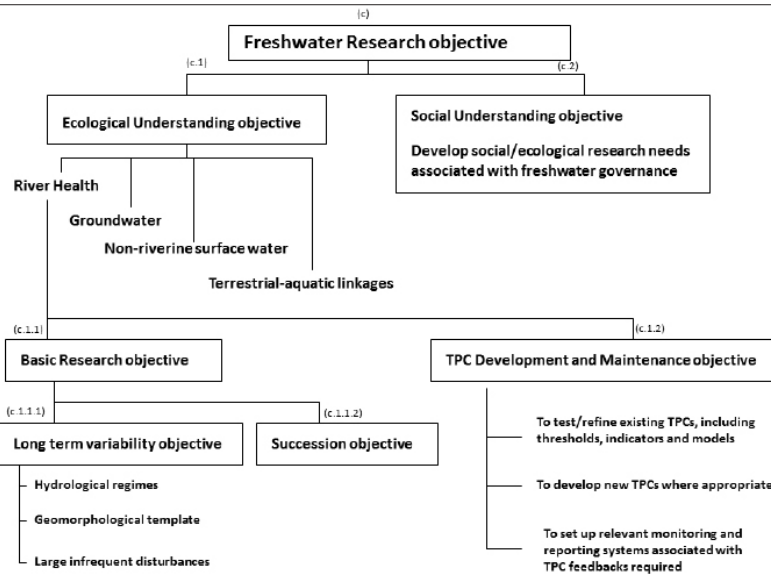 (c)
Freshwater Research objective
(c.1)
(c.2)
Ecological Understanding objective
Social Understanding objective
Develop social/ecological research needs
associated with freshwater governance
River Health
Groundwater
Non-riverine surface water
Terrestrial-aquatic linkages
(c.1.1)
(c.1.2)
Basic Research objective
TPC Development and Maintenance objective
(c.1.1.1)
(c.1.1.2)
Long term variability objective
Succession objective
Hydrological regimes
Geomorphological template
Large infrequent disturbances
To test/refine existing TPCs, including
thresholds, indicators and models
To develop new TPCs where appropriate
To set up relevant monitoring and
reporting systems associated with
TPC feedbacks required